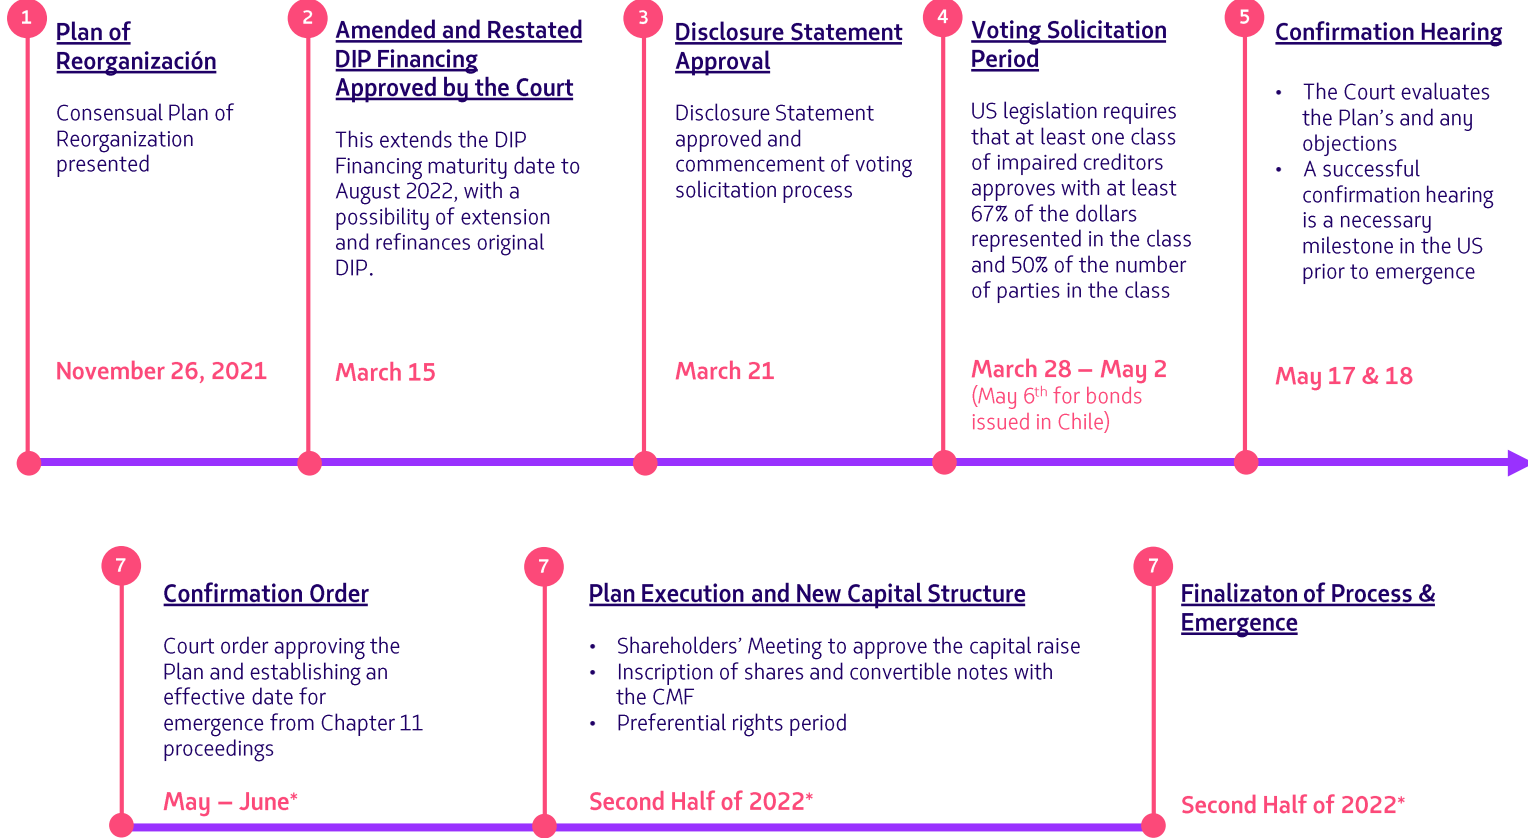 1
Plan of
Reorganización
Consensual Plan of
Reorganization
presented
November 26, 2021
2
Amended and Restated
DIP Financing
Approved by the Court
This extends the DIP
Financing maturity date to
August 2022, with a
possibility of extension
and refinances original
DIP.
March 15
3
Disclosure Statement
Approval
Disclosure Statement
approved and
commencement of voting
solicitation process
March 21
4
Voting Solicitation
Period
US legislation requires
that at least one class
of impaired creditors
approves with at least
67% of the dollars
represented in the class
and 50% of the number
of parties in the class
March 28 – May 2
(May 6th for bonds
issued in Chile)
5
Confirmation Hearing
• The Court evaluates
the Plan's and any
objections
• A successful
confirmation hearing
is a necessary
milestone in the US
prior to emergence
May 17 & 18
7
Confirmation Order
Court order approving the
Plan and establishing an
effective date for
emergence from Chapter 11
proceedings
May – June*
7
Plan Execution and New Capital Structure
• Shareholders' Meeting to approve the capital raise
• Inscription of shares and convertible notes with
the CMF
• Preferential rights period
Second Half of 2022*
7
Finalizaton of Process &
Emergence
Second Half of 2022*